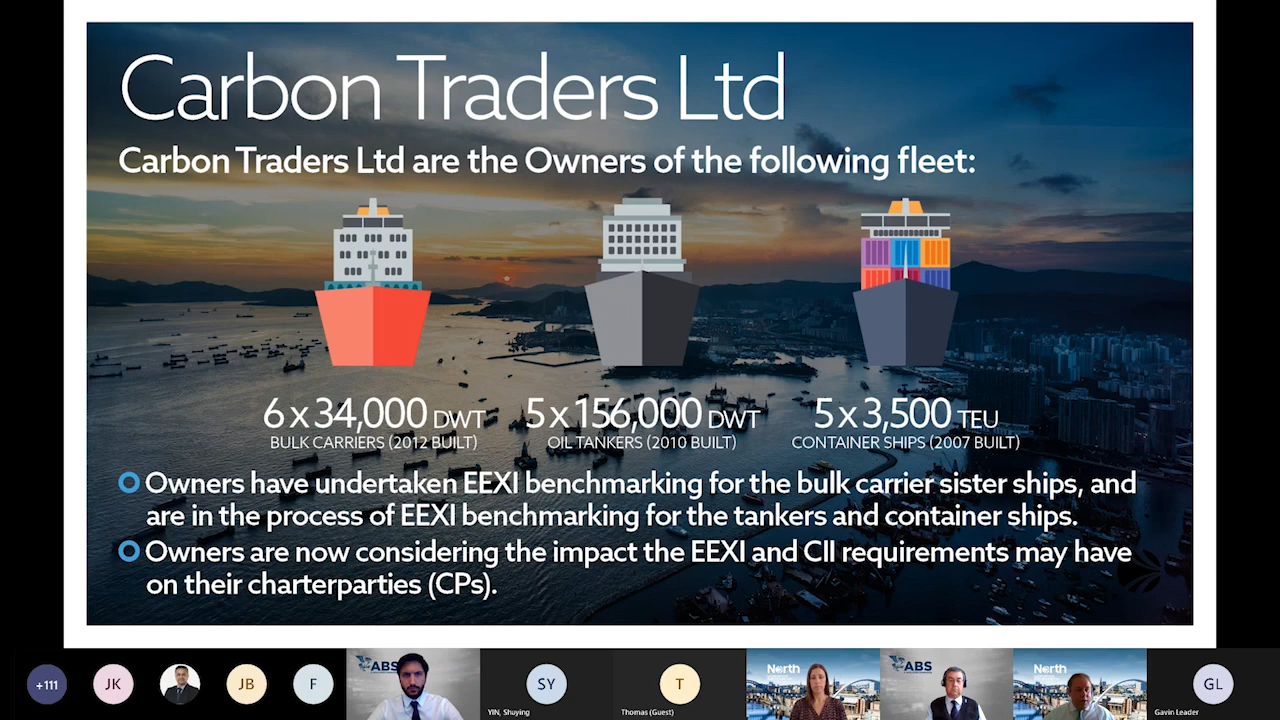 Carbon Traders Ltd
Carbon Traders Ltd are the Owners of the following fleet:
6 x 34,000 DWT
BULK CARRIERS (2012 BUILT)
5 x 156,000 DWT
OIL TANKERS (2010 BUILT)
5 x 3,500 TEU
CONTAINER SHIPS (2007 BUILT)
Owners have undertaken EEXI benchmarking for the bulk carrier sister ships, and
are in the process of EEXI benchmarking for the tankers and container ships.
Owners are now considering the impact the EEXI and CII requirements may have
on their charterparties (CPs).
+111
JK
JB
F
ABS
SY
YIN, Shuying
T
Thomas (Guest)
North
ABS
North
GL
Gavin Leader